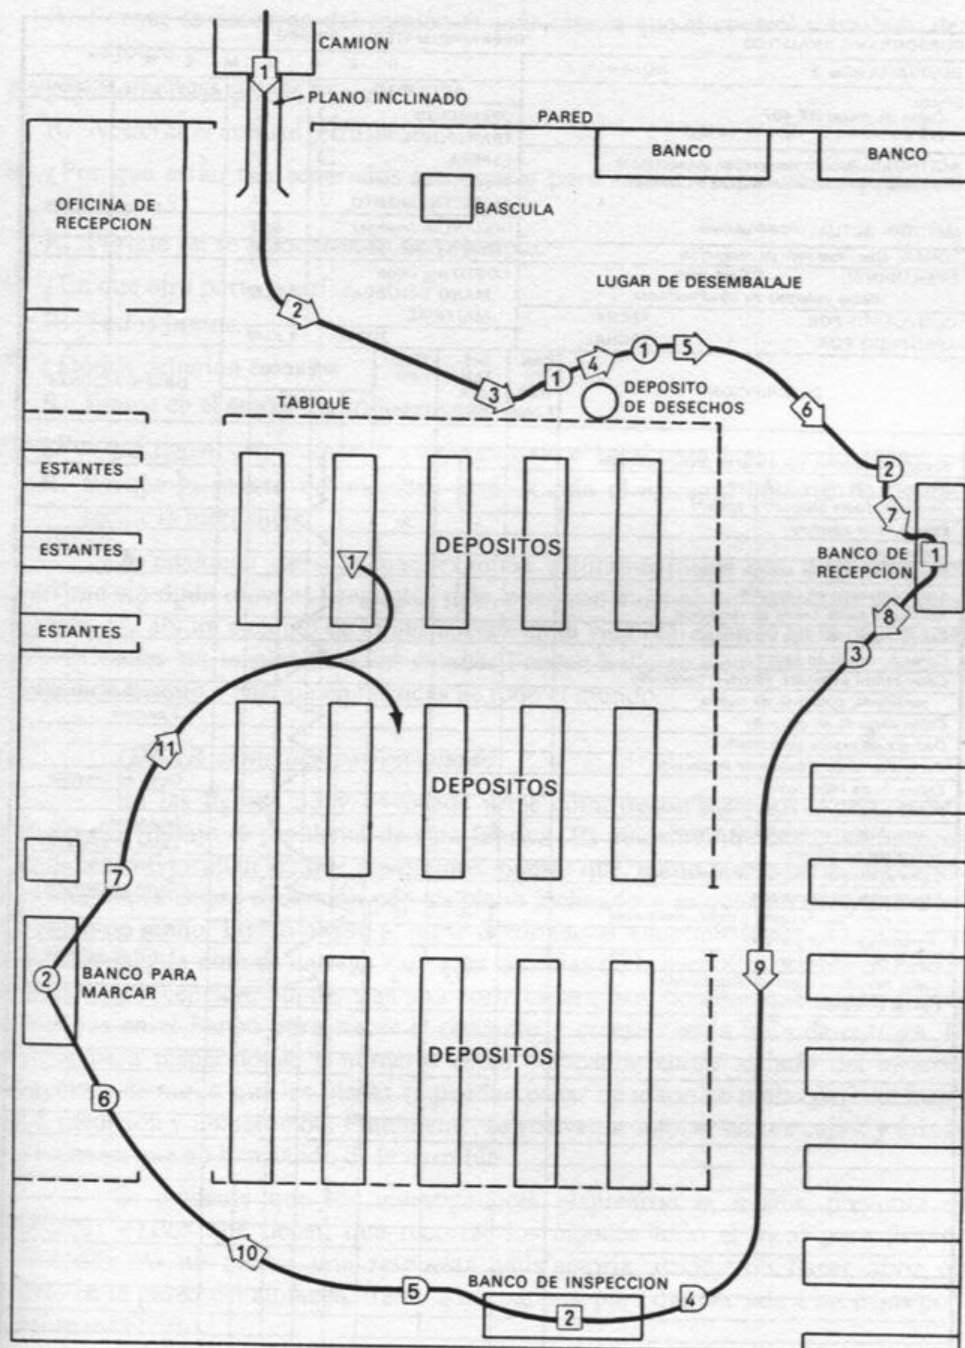 CAMION
1
PLANO INCLINADO
PARED
BANCO
BANCO
OFICINA DE
RECEPCION
BASCULA
LUGAR DE DESEMBALAJE
2
3
1
4
1
5
DEPOSITO
DE DESECHOS
6
TABIQUE
2
ESTANTES
ESTANTES
ESTANTES
1
DEPOSITOS
7
1
BANCO DE
RECEPCION
8
3
11
DEPOSITOS
7
2
BANCO PARA
MARCAR
9
DEPOSITOS
6
10
5
BANCO DE INSPECCION
2
4